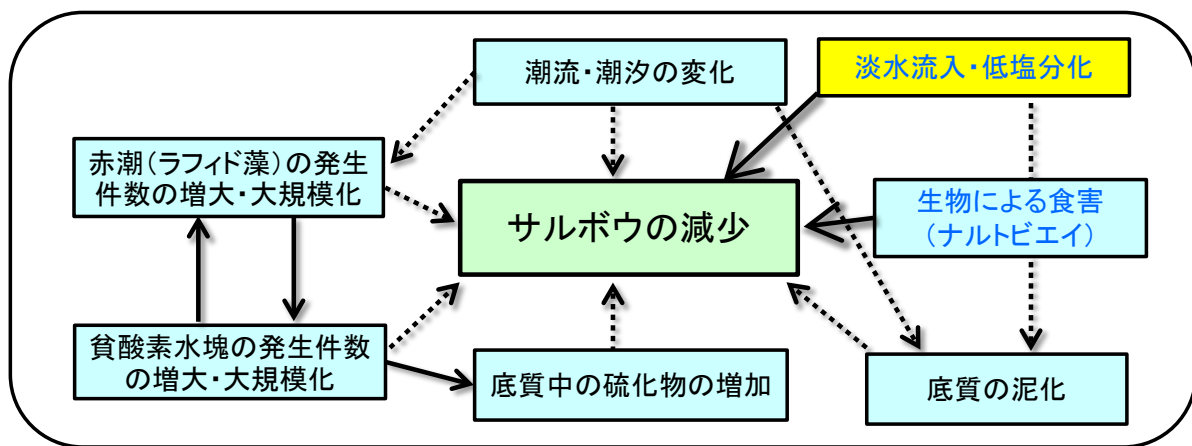 潮流・潮汐の変化
淡水流入・低塩分化
赤潮(ラフィド藻)の発生
件数の増大・大規模化
サルボウの減少
生物による食害
(ナルトビエイ)
貧酸素水塊の発生件数
の増大・大規模化
底質中の硫化物の増加
底質の泥化